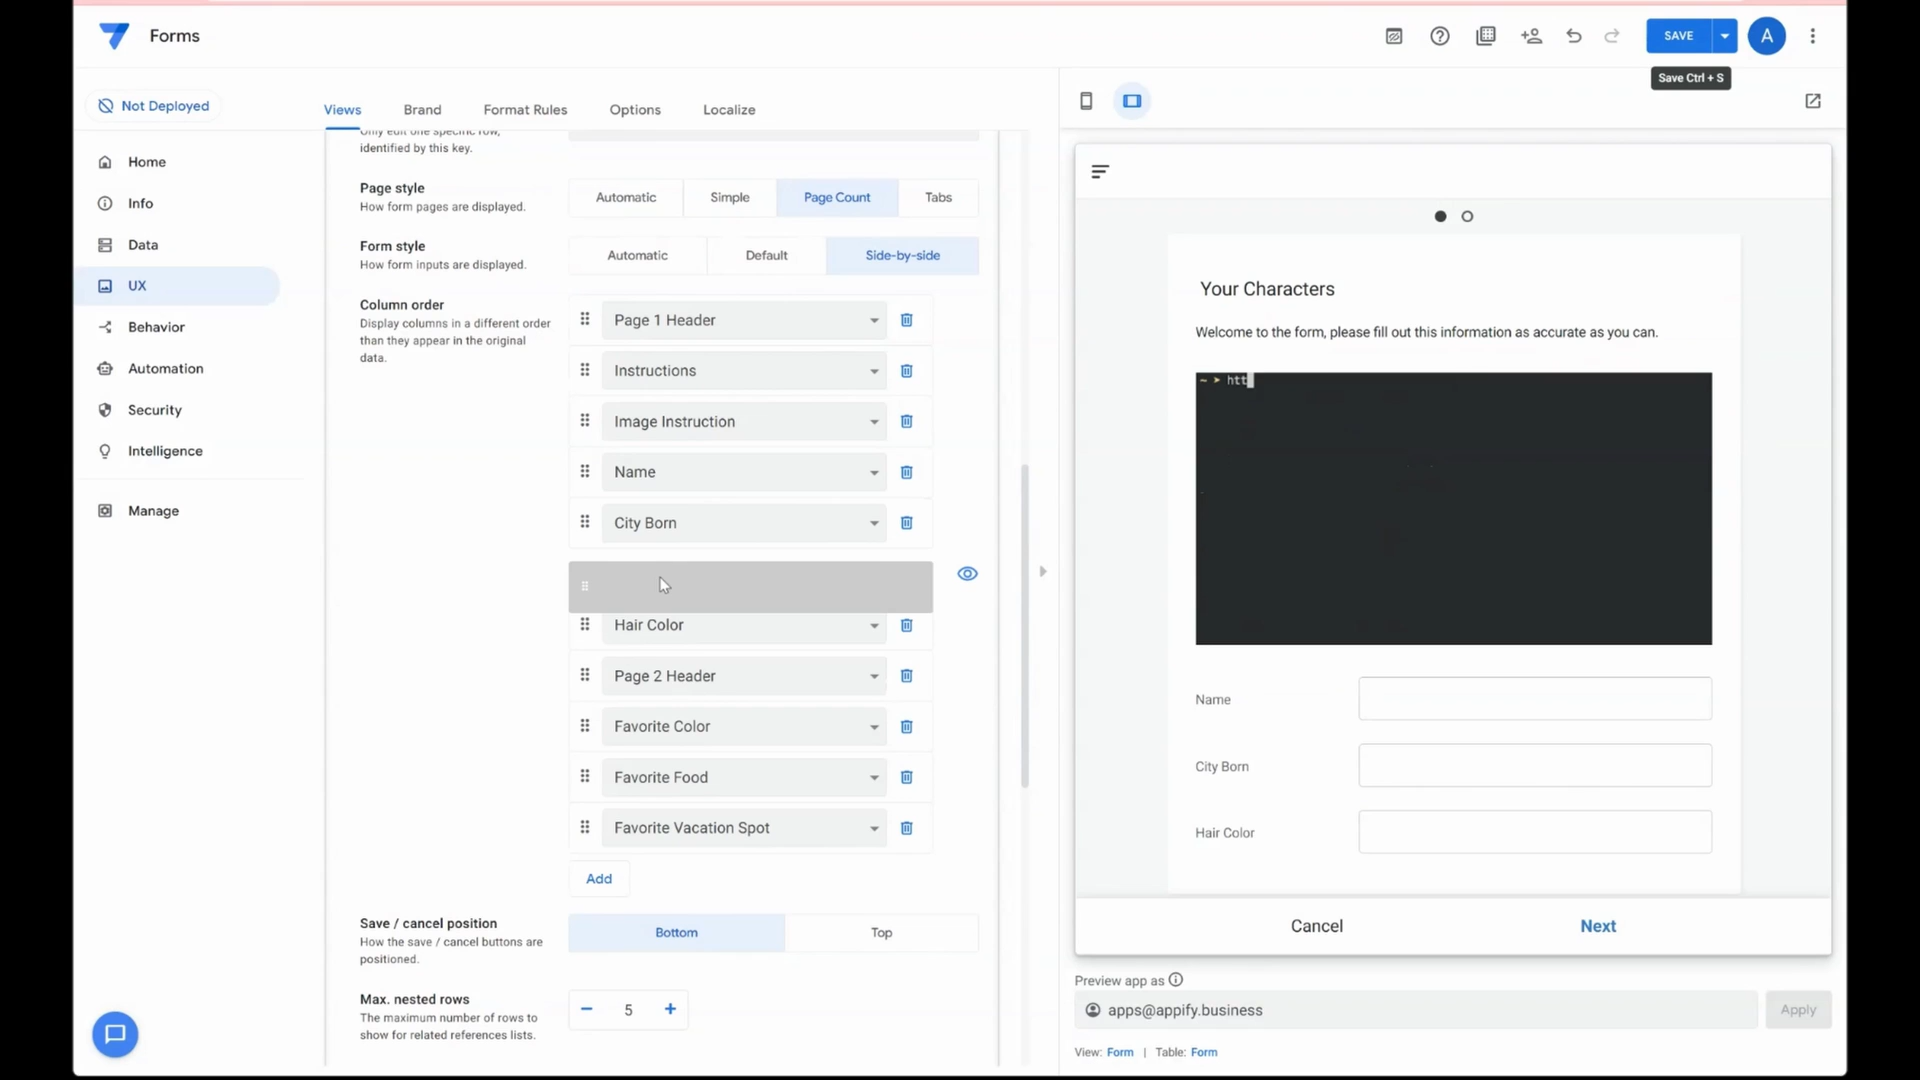 Forms
SAVE
A
Save Ctrl + S
Not Deployed
Views
Brand
Format Rules
Options
Localize
Home
Info
Data
UX
Behavior
Automation
Security
Intelligence
Manage
Only edit one specific row,
identified by this key.
Page style
How form pages are displayed.
Automatic
Simple
Page Count
Tabs
Form style
How form inputs are displayed.
Automatic
Default
Side-by-side
Column order
Display columns in a different order
than they appear in the original
data.
Page 1 Header
Instructions
Image Instruction
Name
City Born
Hair Color
Page 2 Header
Favorite Color
Favorite Food
Favorite Vacation Spot
Add
Save / cancel position
How the save / cancel buttons are
positioned.
Bottom
Top
Max. nested rows
The maximum number of rows to
show for related references lists.
5
Your Characters
Welcome to the form, please fill out this information as accurate as you can.
~ ➤ htt
Name
City Born
Hair Color
Cancel
Next
Preview app as
apps@appify.business
Apply
View: Form | Table: Form